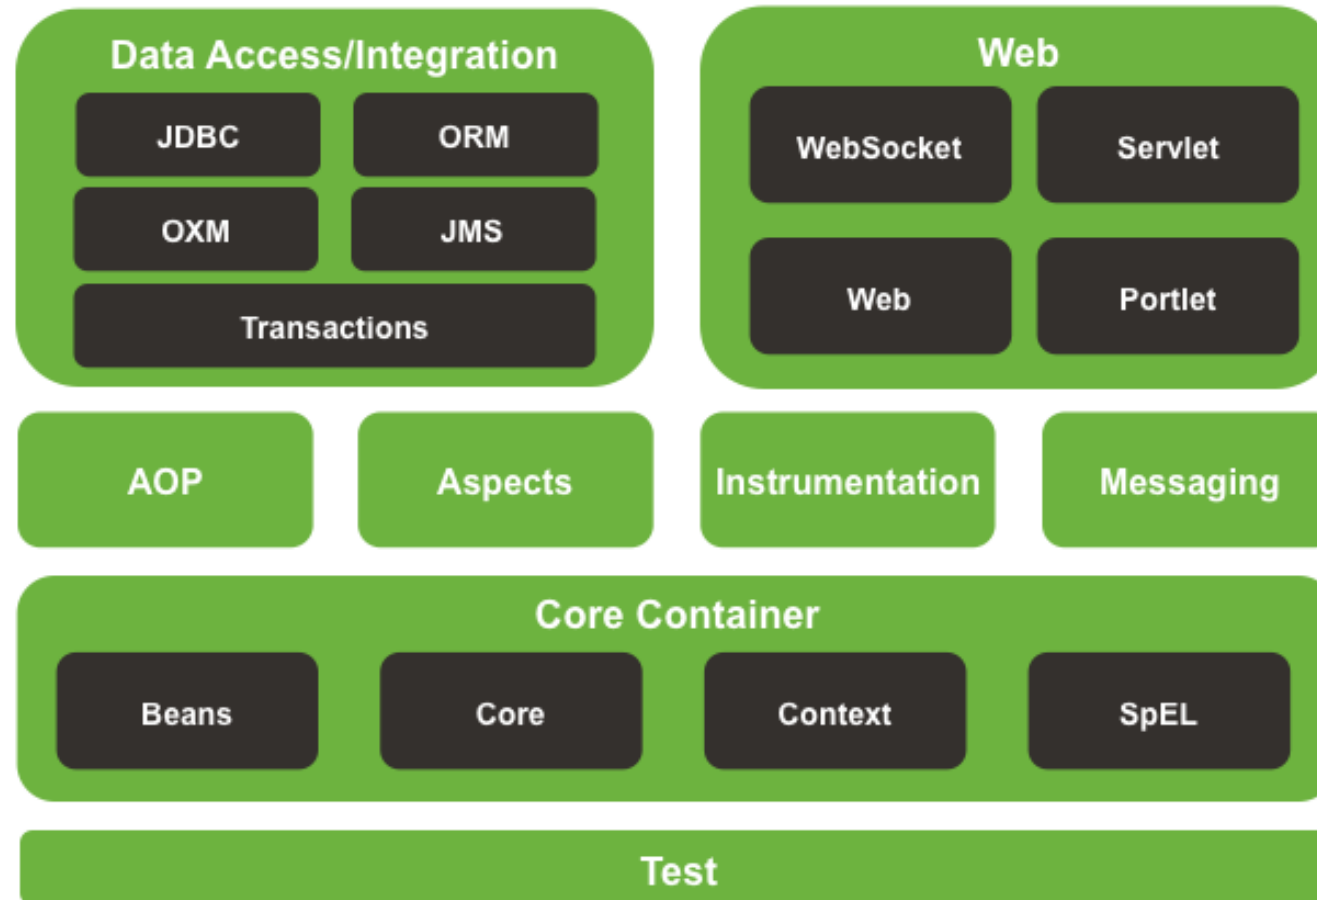 Data Access/Integration
JDBC
ORM
OXM
JMS
Transactions
Web
WebSocket
Servlet
Web
Portlet
AOP
Aspects
Instrumentation
Messaging
Core Container
Beans
Core
Context
SpEL
Test